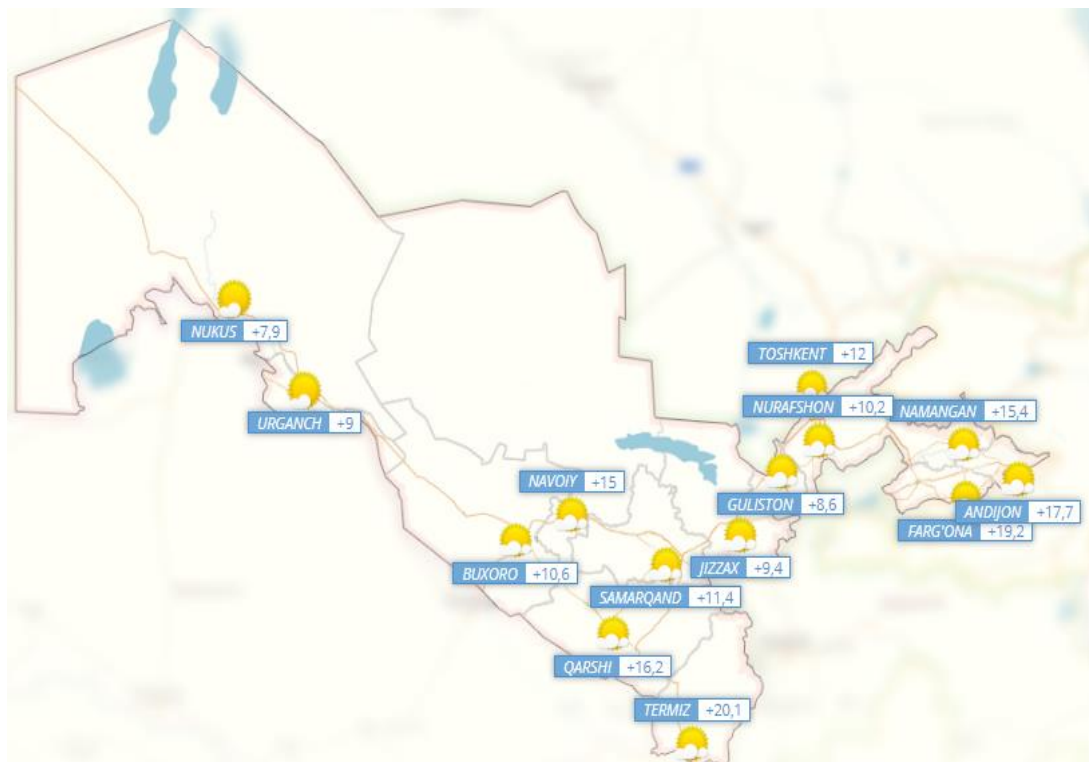 NUKUS +7,9
URGANCH +9
TOSHKENT +12
NURAFSHON +10,2
NAMANGAN +15,4
NAVOIY +15
GULISTON +8,6
ANDIJON +17,7
FARG'ONA +19,2
BUXORO +10,6
JIZZAX +9,4
SAMARQAND +11,4
QARSHI +16,2
TERMIZ +20,1